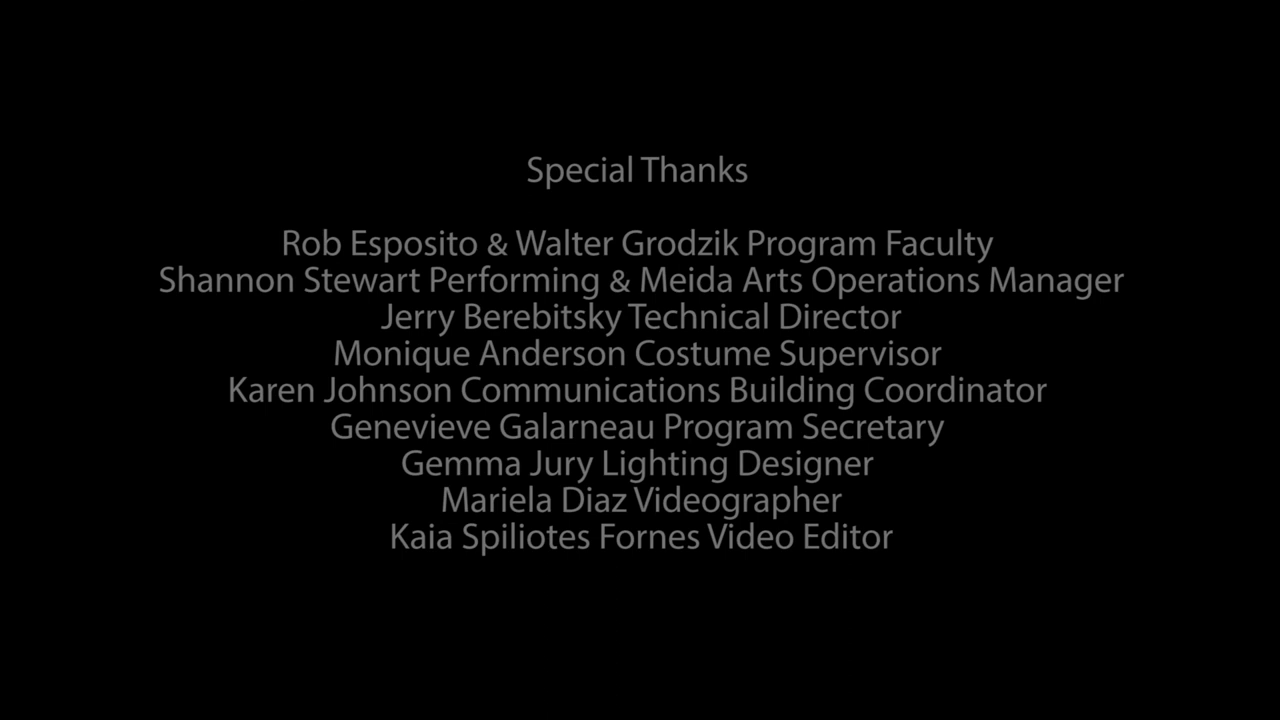 Special Thanks
Rob Esposito & Walter Grodzik Program Faculty
Shannon Stewart Performing & Meida Arts Operations Manager
Jerry Berebitsky Technical Director
Monique Anderson Costume Supervisor
Karen Johnson Communications Building Coordinator
Genevieve Galarneau Program Secretary
Gemma Jury Lighting Designer
Mariela Diaz Videographer
Kaia Spiliotes Fornes Video Editor